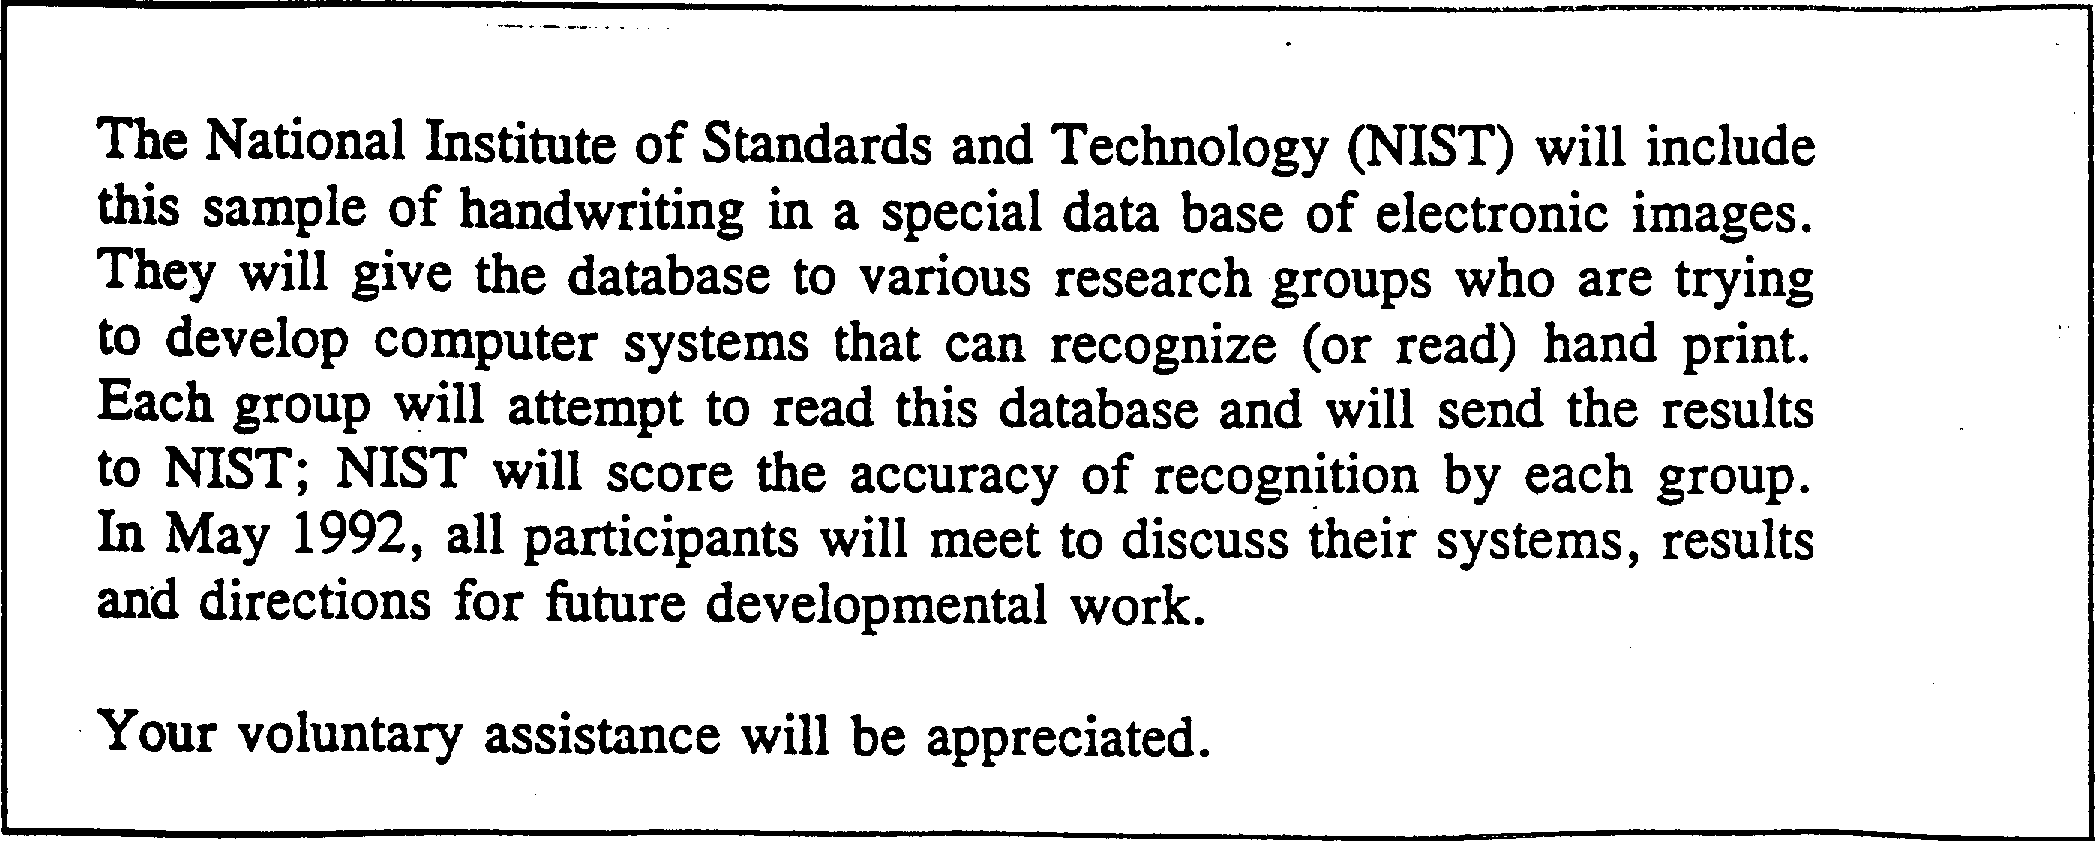 The National Institute of Standards and Technology (NIST) will include
this sample of handwriting in a special data base of electronic images.
They will give the database to various research groups who are trying
to develop computer systems that can recognize (or read) hand print.
Each group will attempt to read this database and will send the results
to NIST; NIST will score the accuracy of recognition by each group.
In May 1992, all participants will meet to discuss their systems, results
and directions for future developmental work.
Your voluntary assistance will be appreciated.